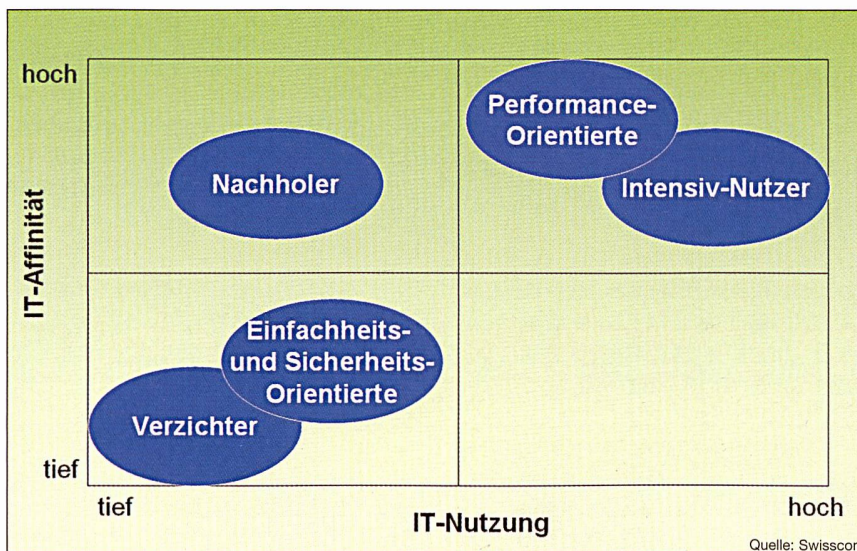 hoch
Performance-
Orientierte
Nachholer
Intensiv-Nutzer
IT-Affinität
Einfachheits-
und Sicherheits-
Orientierte
Verzichter
tief
tief
hoch
IT-Nutzung
Quelle: Swisscom